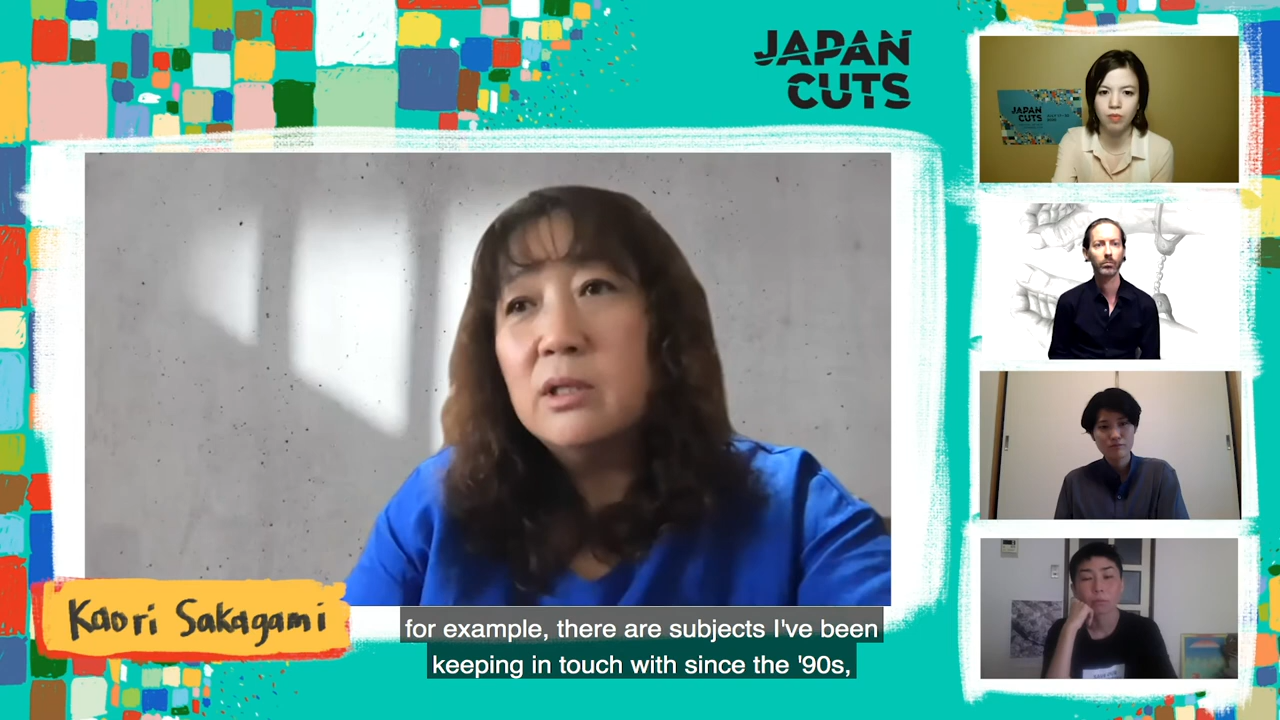 JAPAN
CUTS
JAPAN
CUTS
Kaori Sakagami
for example, there are subjects I've been
keeping in touch with since the '90s,